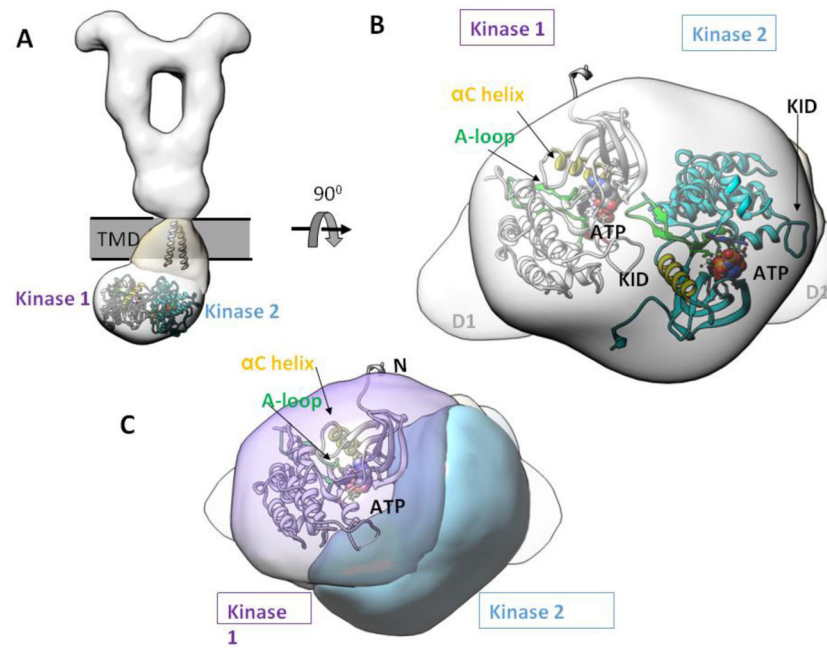 A
TMD
Kinase 1
Kinase 2
90⁰
B
Kinase 1
Kinase 2
αC helix
A-loop
KID
ATP
KID
ATP
D1
D1
C
αC helix
N
A-loop
ATP
Kinase
1
Kinase 2